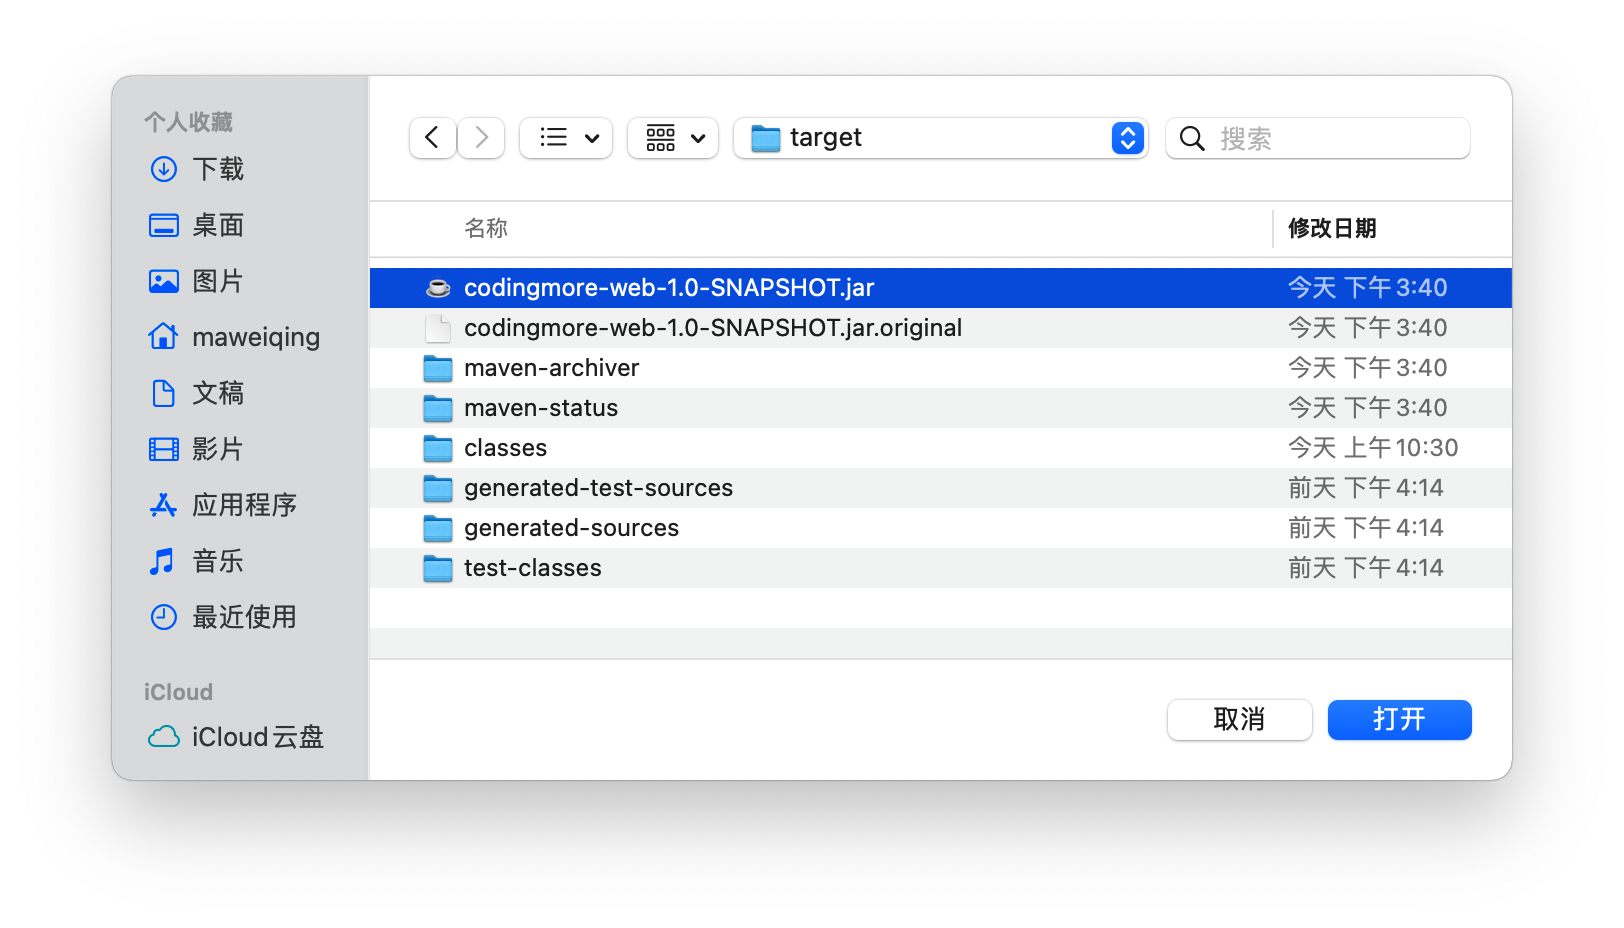 个人收藏
下载
桌面
图片
maweiqing
文稿
影片
应用程序
音乐
最近使用
iCloud
iCloud云盘
target
搜索
名称 修改日期
codingmore-web-1.0-SNAPSHOT.jar 今天 下午3:40
codingmore-web-1.0-SNAPSHOT.jar.original 今天 下午3:40
maven-archiver 今天 下午3:40
maven-status 今天 下午3:40
classes 今天 上午10:30
generated-test-sources 前天 下午4:14
generated-sources 前天 下午4:14
test-classes 前天 下午4:14
取消 打开